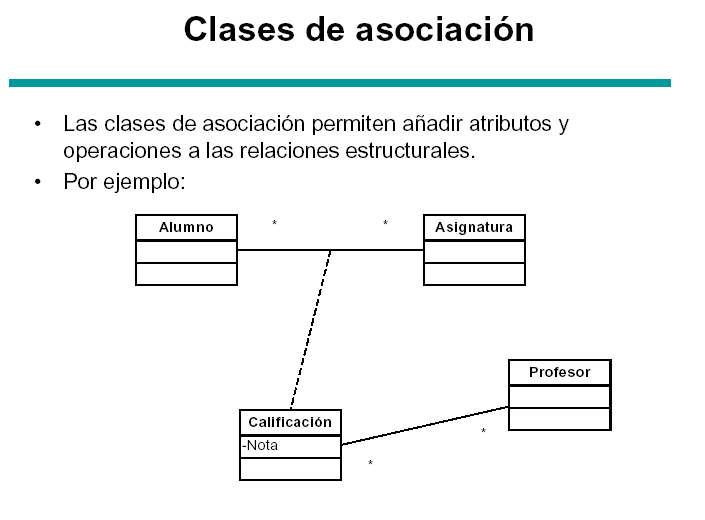 Clases de asociación
• Las clases de asociación permiten añadir atributos y
operaciones a las relaciones estructurales.
• Por ejemplo:
Alumno * * Asignatura
Profesor
Calificación
-Nota
*
*